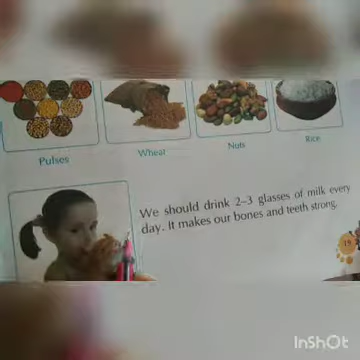 Pulses
Wheat
Nuts
Rice
We should drink 2–3 glasses of milk every
day. It makes our bones and teeth strong.
15
InShOt